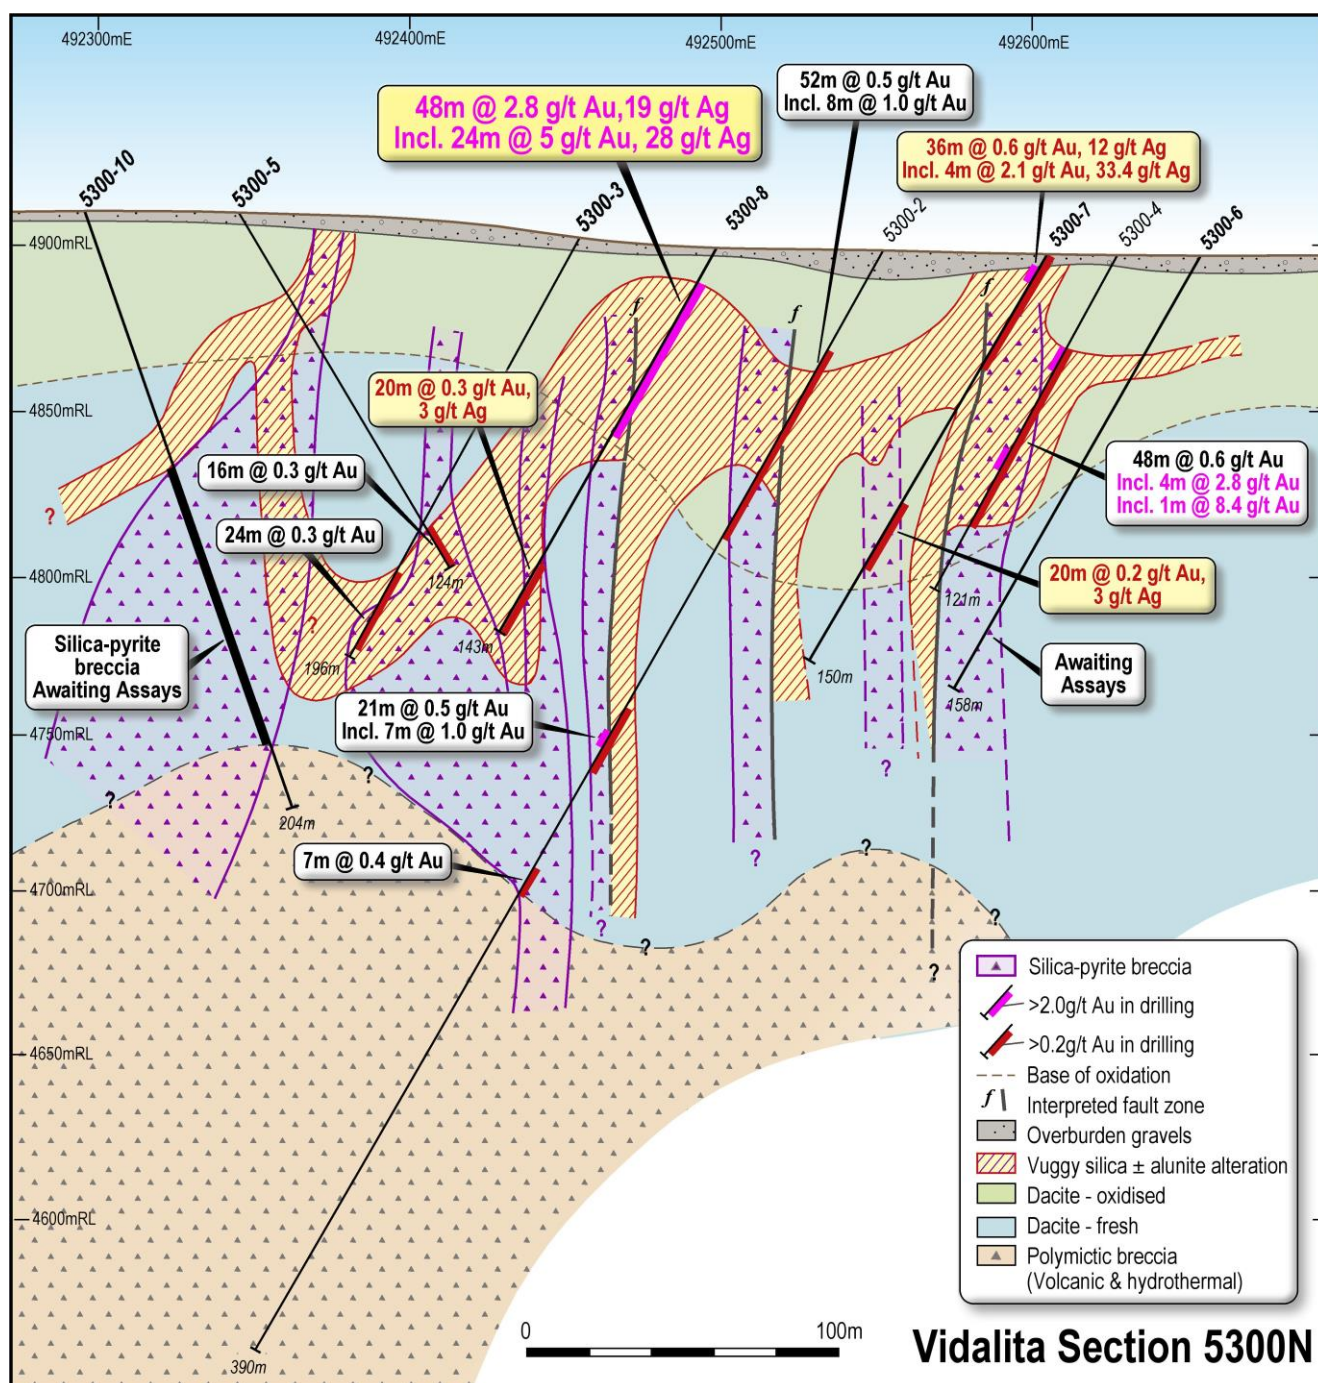 492300mE
492400mE
492500mE
492600mE
48m @ 2.8 g/t Au,19 g/t Ag
Incl. 24m @ 5 g/t Au, 28 g/t Ag
52m @ 0.5 g/t Au
Incl. 8m @ 1.0 g/t Au
36m @ 0.6 g/t Au, 12 g/t Ag
Incl. 4m @ 2.1 g/t Au, 33.4 g/t Ag
5300-10
5300-5
5300-3
5300-8
5300-2
5300-7
5300-4
5300-6
4900mRL
f
f
f
4850mRL
20m @ 0.3 g/t Au,
3 g/t Ag
16m @ 0.3 g/t Au
24m @ 0.3 g/t Au
48m @ 0.6 g/t Au
Incl. 4m @ 2.8 g/t Au
Incl. 1m @ 8.4 g/t Au
?
4800mRL
124m
121m
20m @ 0.2 g/t Au,
3 g/t Ag
?
Silica-pyrite
breccia
Awaiting Assays
196m
143m
150m
158m
Awaiting
Assays
21m @ 0.5 g/t Au
Incl. 7m @ 1.0 g/t Au
4750mRL
?
?
?
204m
7m @ 0.4 g/t Au
?
?
4700mRL
?
?
?
?
Silica-pyrite breccia
>2.0g/t Au in drilling
>0.2g/t Au in drilling
Base of oxidation
f
Interpreted fault zone
Overburden gravels
Vuggy silica ± alunite alteration
Dacite - oxidised
Dacite - fresh
Polymictic breccia
(Volcanic & hydrothermal)
4650mRL
4600mRL
390m
0
100m
Vidalita Section 5300N